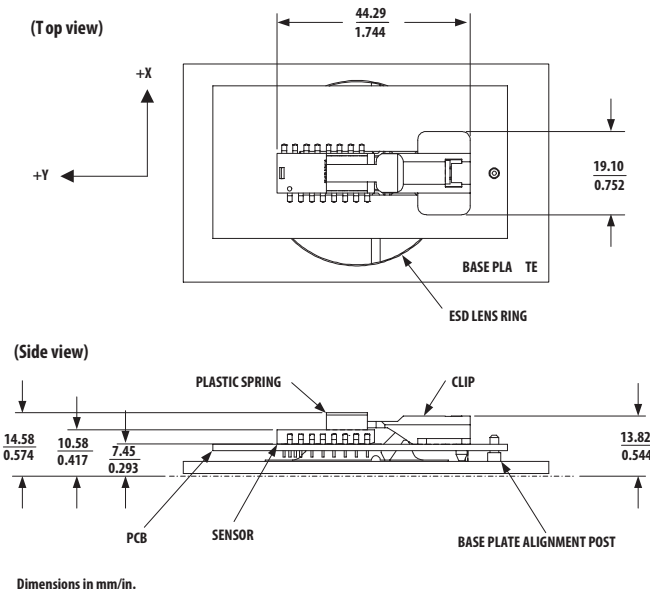 (Top view)
44.29
1.744
+X
+Y
19.10
0.752
BASE PLA TE
ESD LENS RING
(Side view)
PLASTIC SPRING
CLIP
14.58
0.574
10.58
0.417
7.45
0.293
13.82
0.544
PCB
SENSOR
BASE PLATE ALIGNMENT POST
Dimensions in mm/in.